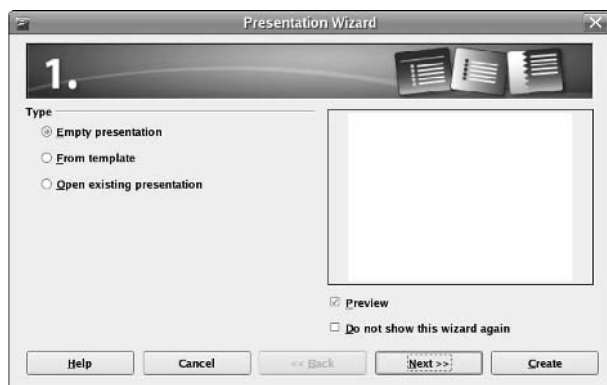 Presentation Wizard
1.
Type
Empty presentation
From template
Open existing presentation
Preview
Do not show this wizard again
Help
Cancel
<< Back
Next >>
Create